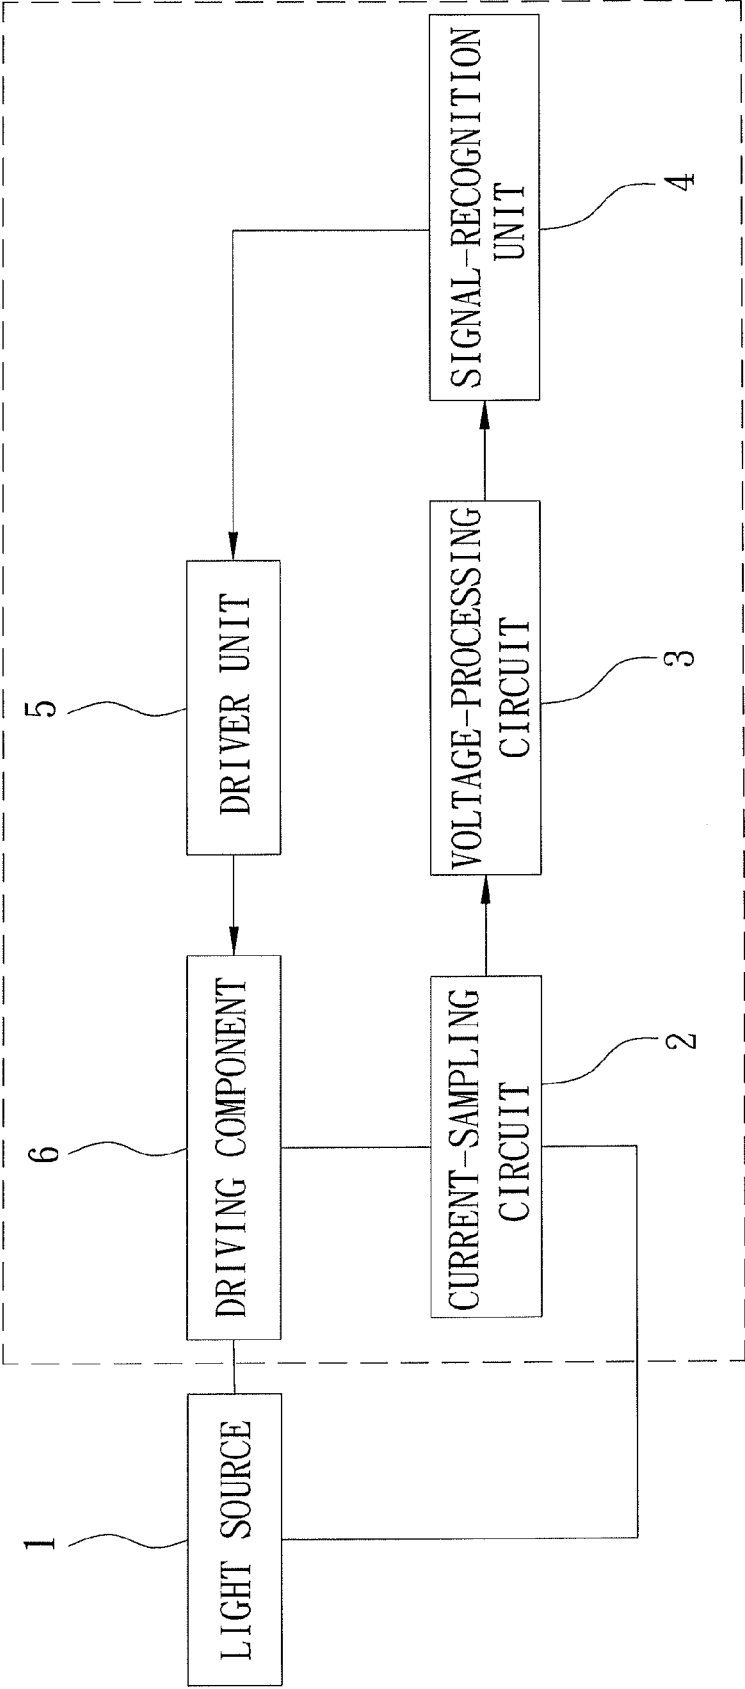 1
LIGHT SOURCE
6
DRIVING COMPONENT
5
DRIVER UNIT
CURRENT-SAMPLING
CIRCUIT
2
VOLTAGE-PROCESSING
CIRCUIT
3
SIGNAL-RECOGNITION
UNIT
4